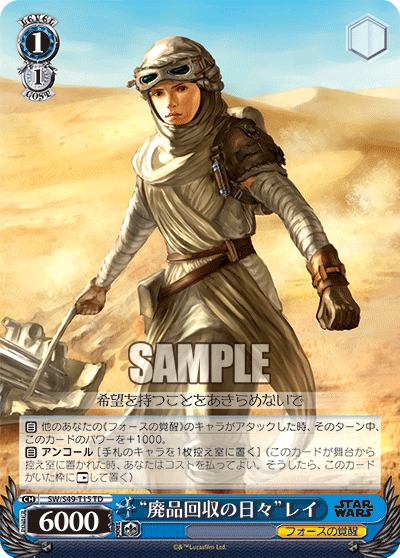 LEVEL
1
1
COST
SAMPLE
希望を持つことをあきらめないで
自 他のあなたの《フォースの覚醒》のキャラがアタックした時、そのターン中、
このカードのパワーを＋1000。
自 アンコール [手札のキャラを1枚控え室に置く] (このカードが舞台から
控え室に置かれた時、あなたはコストを払ってよい。そうしたら、このカード
がいた枠に レスト して置く)
CH
SW/S49-T15 TD
6000
“廃品回収の日々”レイ
STAR WARS
フォースの覚醒
©&™Lucasfilm Ltd.